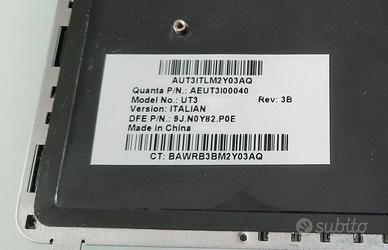 AUT3ITLM2Y03AQ
Quanta P/N.: AEUT3I00040
Model No.: UT3 Rev: 3B
Version: ITALIAN
DFE P/N.: 9J.N0Y82.P0E
Made in China
CT: BAWRB3BM2Y03AQ
subito